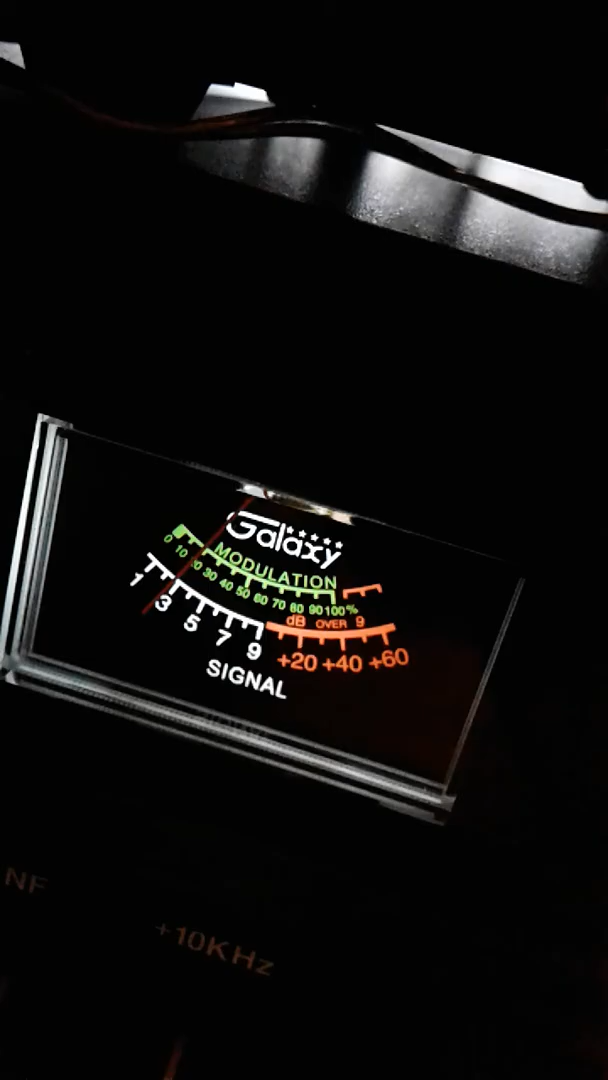 Galaxy
MODULATION
0 10 20 30 40 50 60 70 80 90 100%
dB OVER 9
1 3 5 7 9 +20 +40 +60
SIGNAL
NF
+10KHz